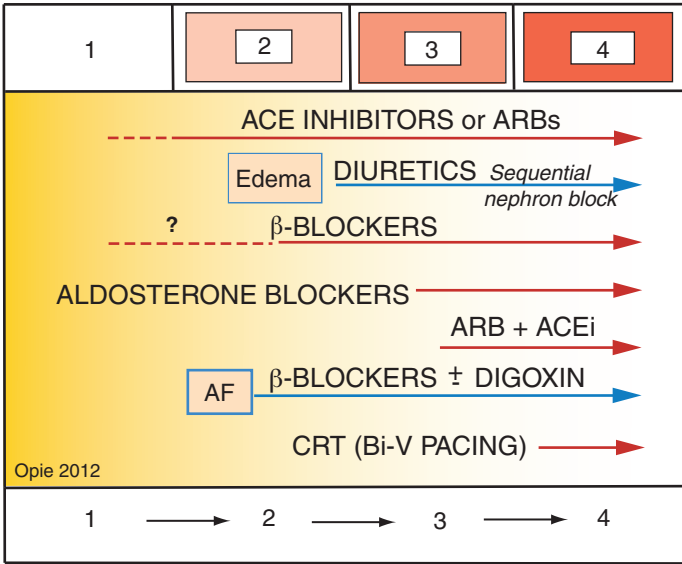 1 2 3 4
ACE INHIBITORS or ARBs
Edema DIURETICS Sequential
nephron block
? β-BLOCKERS
ALDOSTERONE BLOCKERS
ARB + ACEi
AF β-BLOCKERS ± DIGOXIN
CRT (Bi-V PACING)
Opie 2012
1 2 3 4